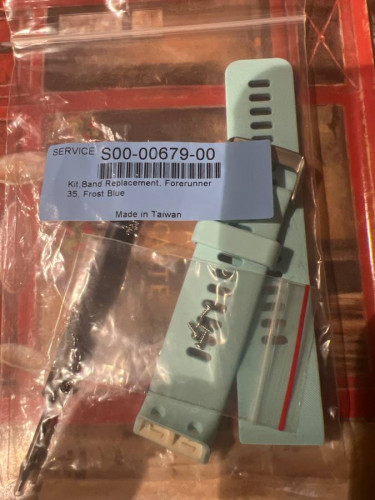 SERVICE S00-00679-00
Kit,Band Replacement, Forerunner
35, Frost Blue
Made in Taiwan